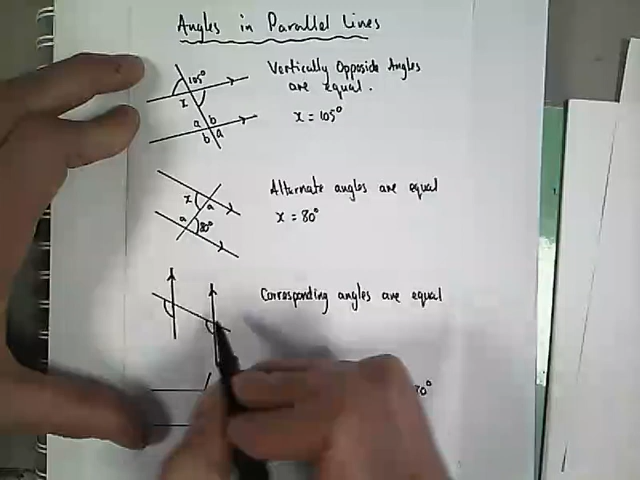 Angles in Parallel Lines
105°
x
Vertically Opposide Angles
are equal.
x = 105°
a b
b a
x
a
a
80°
Alternate angles are equal
x = 80°
Corresponding angles are equal